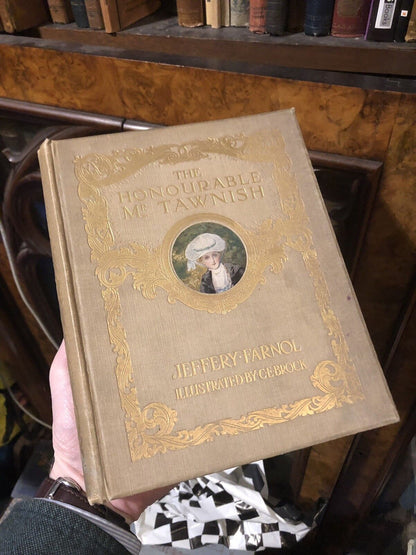 THE
HONOURABLE
MR TAWNISH
JEFFERY·FARNOL
ILLUSTRATED BY C·E·BROCK